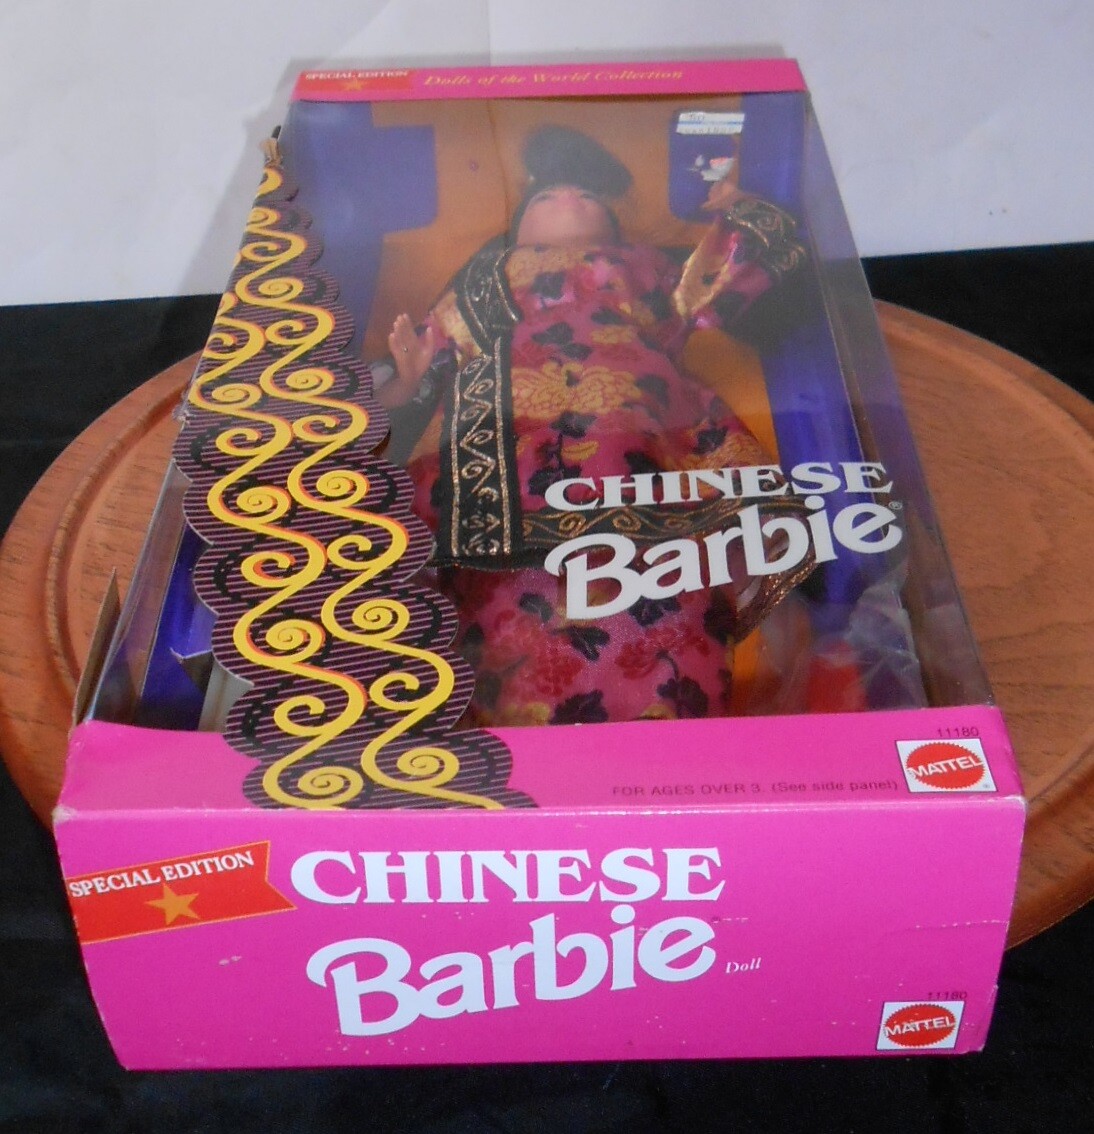 SPECIAL EDITION
Dolls of the World Collection
CHINESE
Barbie®
11180
MATTEL®
FOR AGES OVER 3. (See side panel)
SPECIAL EDITION
CHINESE
Barbie
Doll
11180
MATTEL